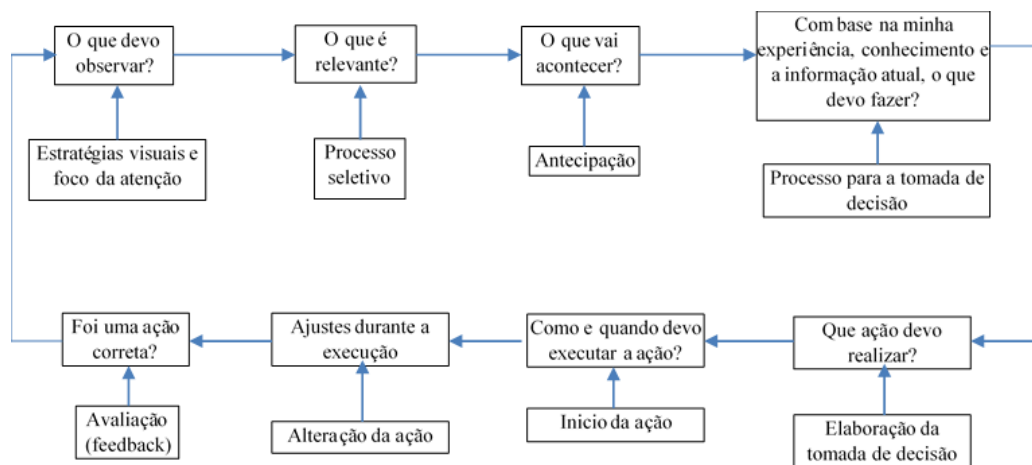 O que devo
observar?
O que é
relevante?
O que vai
acontecer?
Com base na minha
experiência, conhecimento e
a informação atual, o que
devo fazer?
Estratégias visuais e
foco da atenção
Processo
seletivo
Antecipação
Processo para a tomada de
decisão
Foi uma ação
correta?
Ajustes durante a
execução
Como e quando devo
executar a ação?
Que ação devo
realizar?
Avaliação
(feedback)
Alteração da ação
Inicio da ação
Elaboração da
tomada de decisão